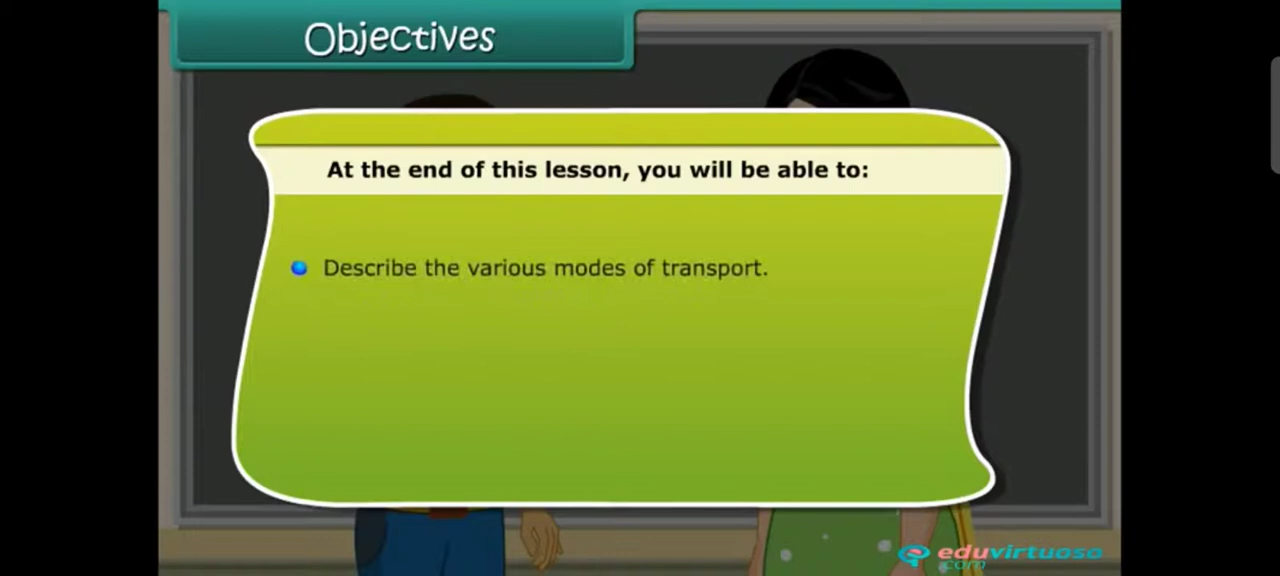 Objectives
At the end of this lesson, you will be able to:
Describe the various modes of transport.
eduvirtuoso
com